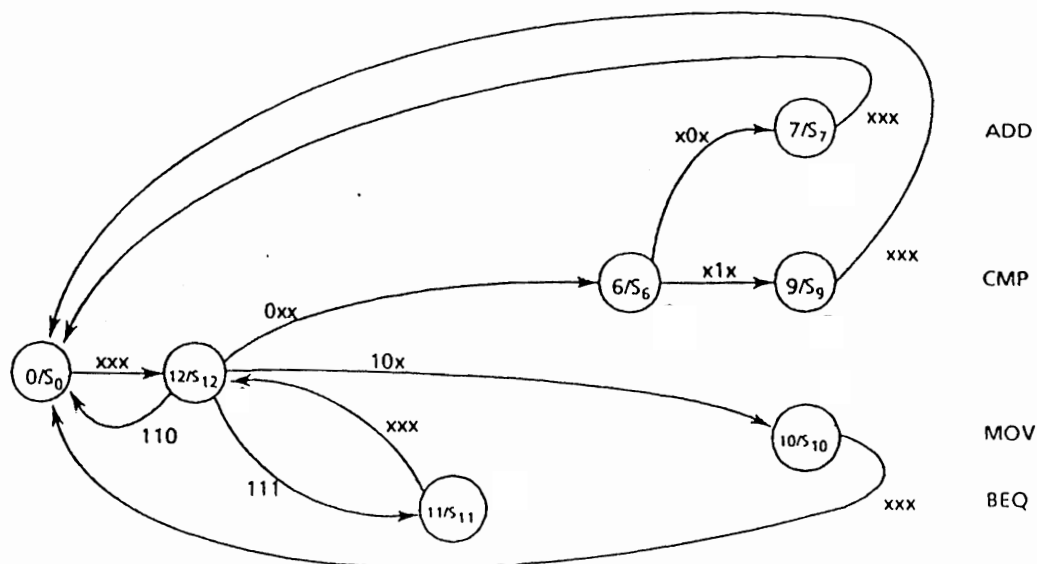 7/S7
xxx
ADD
x0x
xxx
6/S6
x1x
9/S9
CMP
0xx
0/S0
xxx
12/S12
10x
110
xxx
10/S10
MOV
111
11/S11
xxx
BEQ